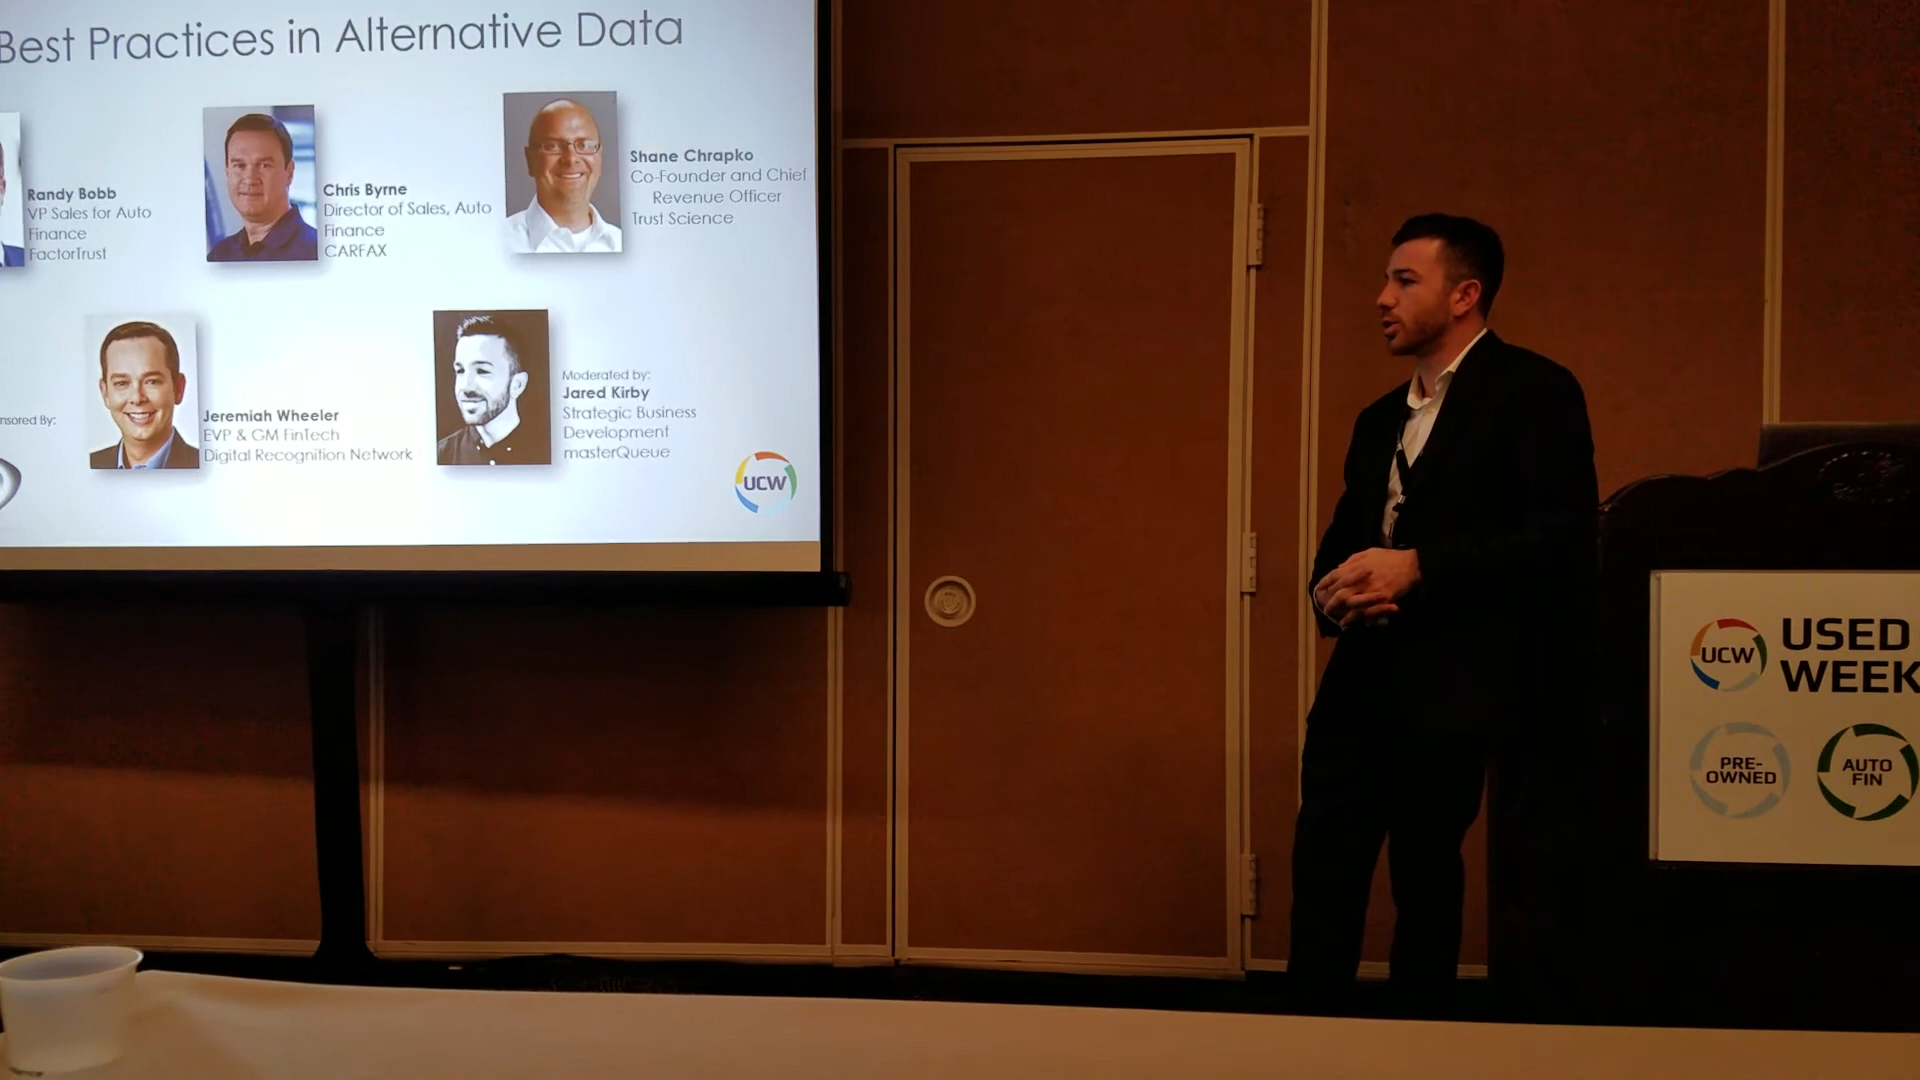 Best Practices in Alternative Data
Randy Bobb
VP Sales for Auto
Finance
FactorTrust
Chris Byrne
Director of Sales, Auto
Finance
CARFAX
Shane Chrapko
Co-Founder and Chief
Revenue Officer
Trust Science
nsored By:
Jeremiah Wheeler
EVP & GM FinTech
Digital Recognition Network
Moderated by:
Jared Kirby
Strategic Business
Development
masterQueue
UCW
UCW
USED
WEEK
PRE-
OWNED
AUTO
FIN